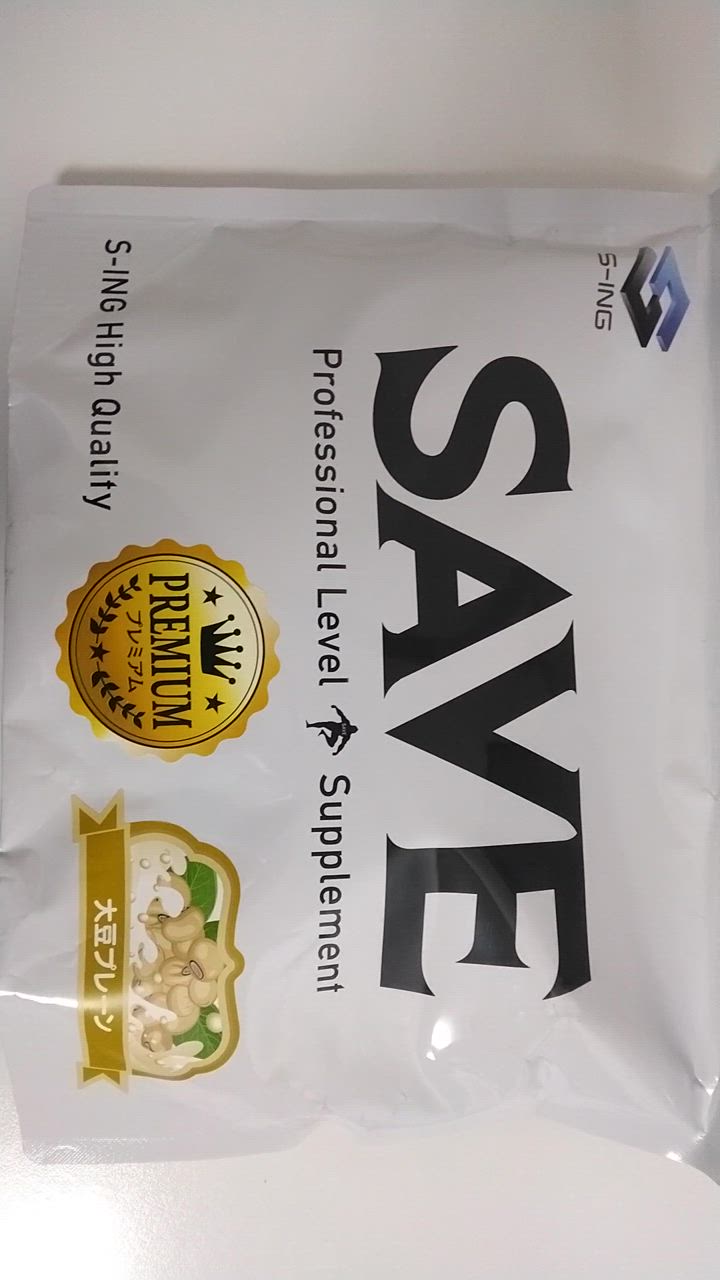 S-ING
SAVE
Professional Level Supplement
S-ING High Quality
PREMIUM
プレミアム
大豆プレーン